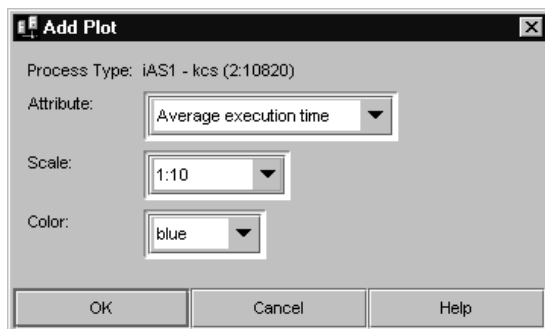 Add Plot
Process Type: iAS1 - kcs (2:10820)
Attribute: Average execution time
Scale: 1:10
Color: blue
OK Cancel Help